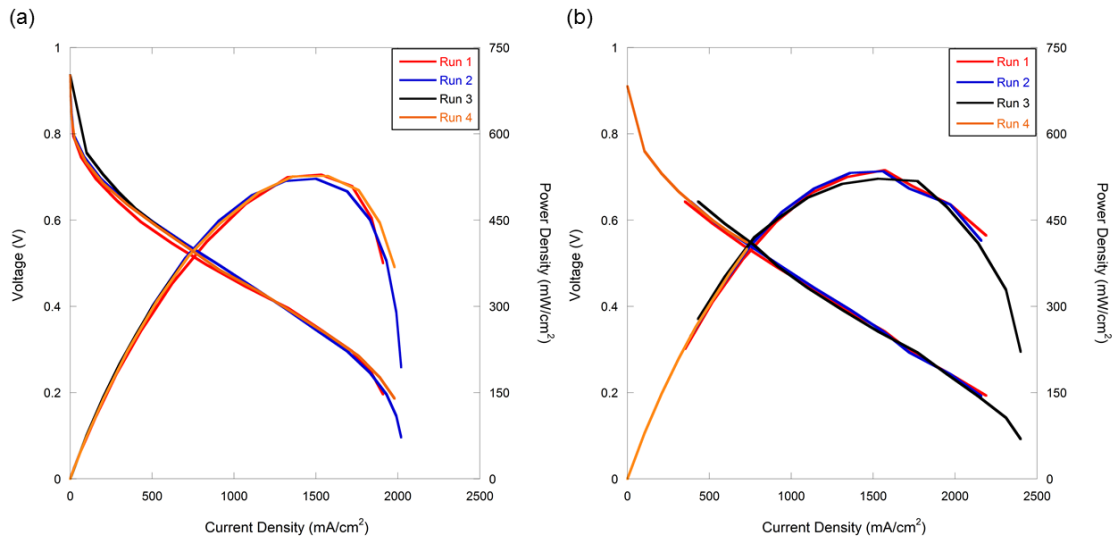 (a)
Voltage (V)
1
0.8
0.6
0.4
0.2
0
Run 1
Run 2
Run 3
Run 4
750
600
450
300
150
0
Power Density (mW/cm²)
0 500 1000 1500 2000 2500
Current Density (mA/cm²)
(b)
Voltage (V)
1
0.8
0.6
0.4
0.2
0
Run 1
Run 2
Run 3
Run 4
750
600
450
300
150
0
Power Density (mW/cm²)
0 500 1000 1500 2000 2500
Current Density (mA/cm²)